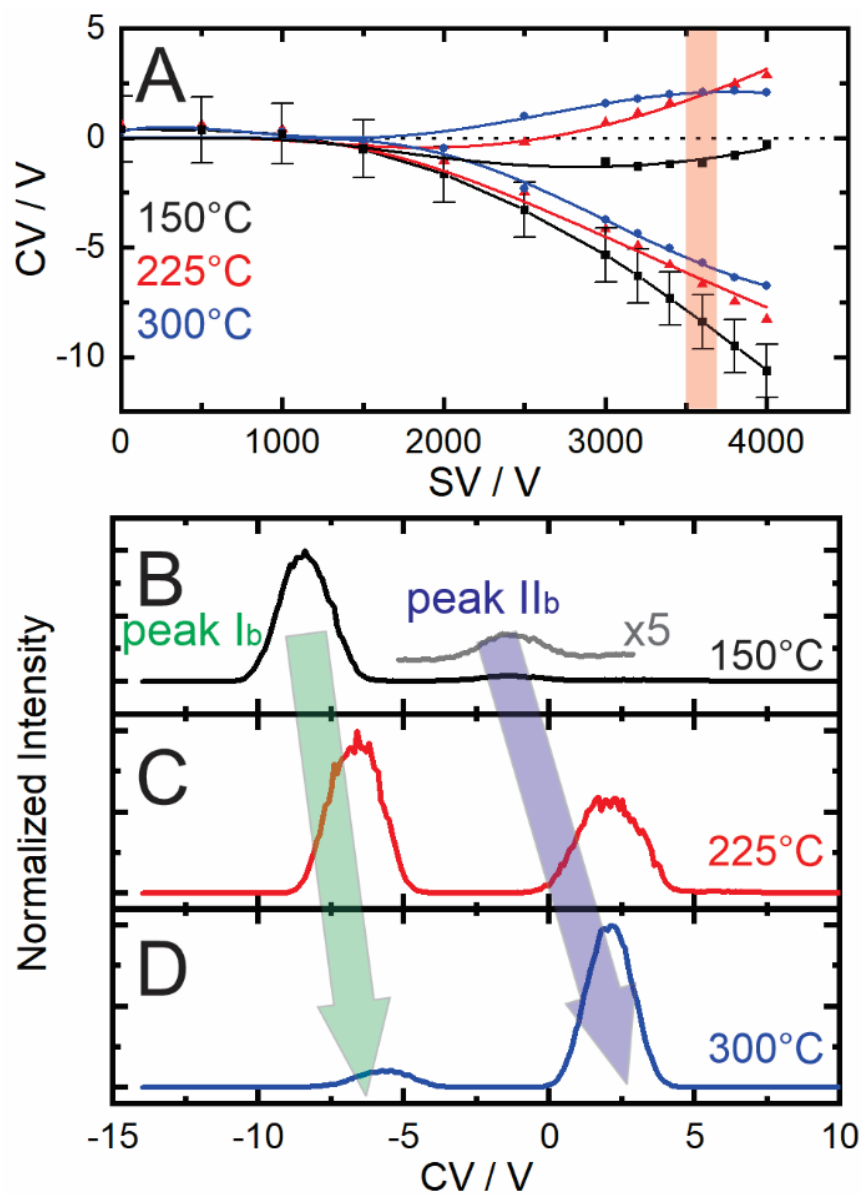 A
CV / V
5
0
-5
-10
150°C
225°C
300°C
0 1000 2000 3000 4000
SV / V
Normalized Intensity
B
peak Ib
peak IIb
x5
150°C
C
225°C
D
300°C
-15 -10 -5 0 5 10
CV / V